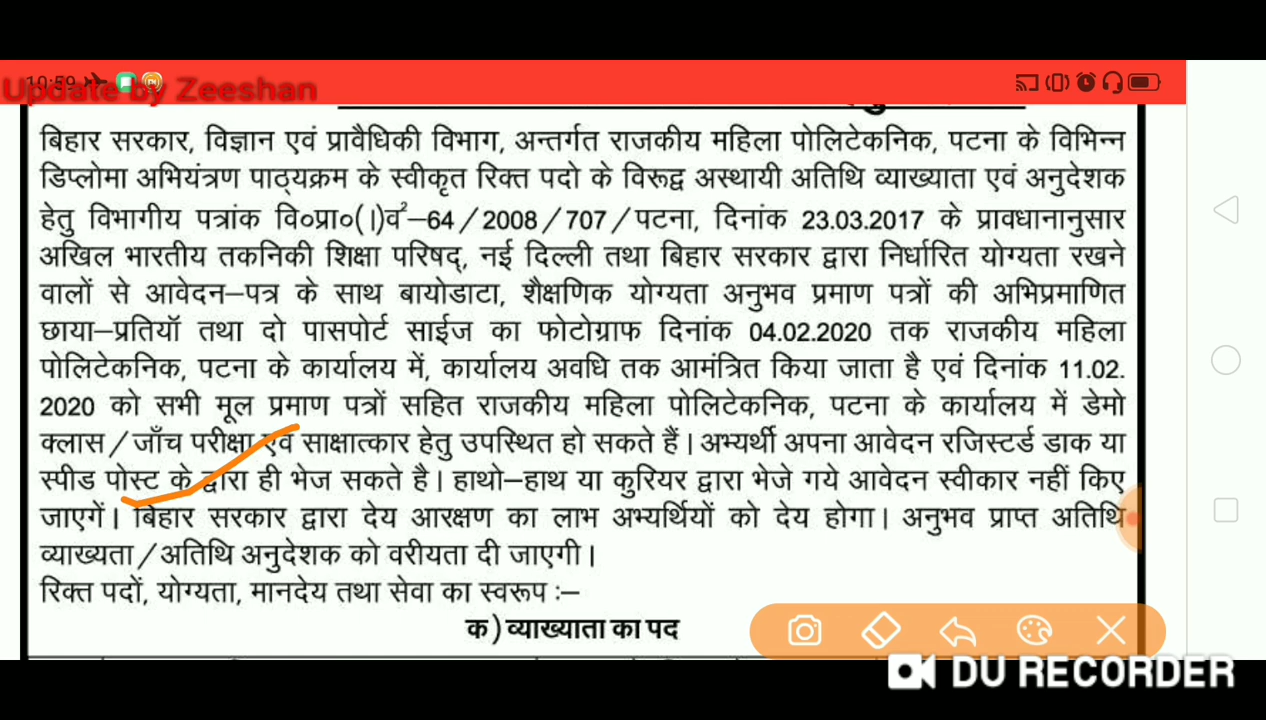 10:59
Update by Zeeshan
बिहार सरकार, विज्ञान एवं प्रावैधिकी विभाग, अन्तर्गत राजकीय महिला पोलिटेकनिक, पटना के विभिन्न
डिप्लोमा अभियंत्रण पाठ्यक्रम के स्वीकृत रिक्त पदो के विरूद्व अस्थायी अतिथि व्याख्याता एवं अनुदेशक
हेतु विभागीय पत्रांक वि०प्रा०(।)व²–64/2008/707/पटना, दिनांक 23.03.2017 के प्रावधानानुसार
अखिल भारतीय तकनिकी शिक्षा परिषद्, नई दिल्ली तथा बिहार सरकार द्वारा निर्धारित योग्यता रखने
वालों से आवेदन–पत्र के साथ बायोडाटा, शैक्षणिक योग्यता अनुभव प्रमाण पत्रों की अभिप्रमाणित
छाया–प्रतियॉ तथा दो पासपोर्ट साईज का फोटोग्राफ दिनांक 04.02.2020 तक राजकीय महिला
पोलिटेकनिक, पटना के कार्यालय में, कार्यालय अवधि तक आमंत्रित किया जाता है एवं दिनांक 11.02.
2020 को सभी मूल प्रमाण पत्रों सहित राजकीय महिला पोलिटेकनिक, पटना के कार्यालय में डेमो
क्लास/जाँच परीक्षा एवं साक्षात्कार हेतु उपस्थित हो सकते हैं। अभ्यर्थी अपना आवेदन रजिस्टर्ड डाक या
स्पीड पोस्ट के द्वारा ही भेज सकते है। हाथो–हाथ या कुरियर द्वारा भेजे गये आवेदन स्वीकार नहीं किए
जाएगें। बिहार सरकार द्वारा देय आरक्षण का लाभ अभ्यर्थियों को देय होगा। अनुभव प्राप्त अतिथि
व्याख्यता/अतिथि अनुदेशक को वरीयता दी जाएगी।
रिक्त पदों, योग्यता, मानदेय तथा सेवा का स्वरूप :–
क) व्याख्याता का पद
DU RECORDER